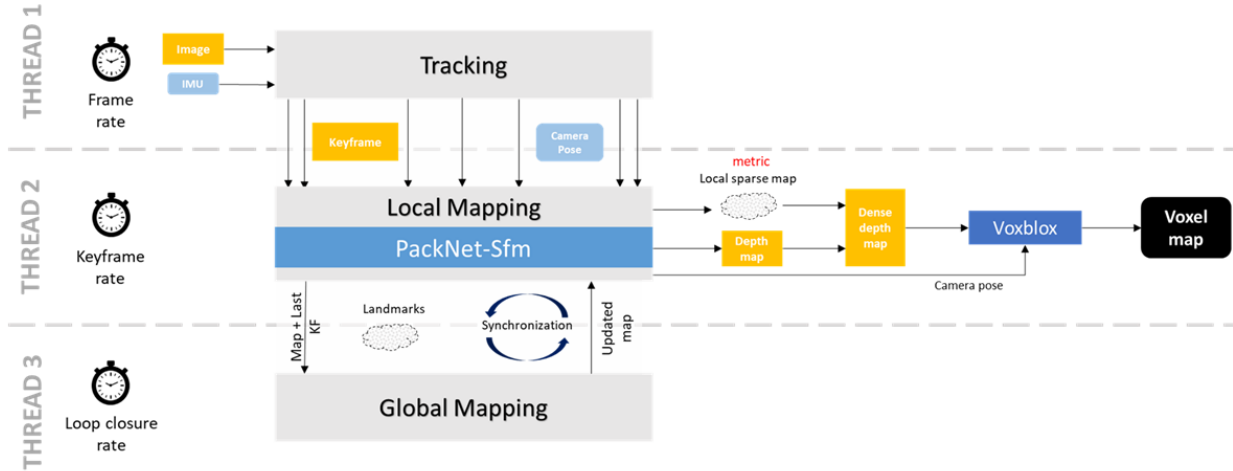 THREAD 1
Frame
rate
Image
IMU
Tracking
Keyframe
Camera
Pose
THREAD 2
Keyframe
rate
Local Mapping
PackNet-Sfm
metric
Local sparse map
Depth
map
Dense
depth
map
Voxblox
Voxel
map
Camera pose
Map + Last
KF
Landmarks
Synchronization
Updated
map
THREAD 3
Loop closure
rate
Global Mapping